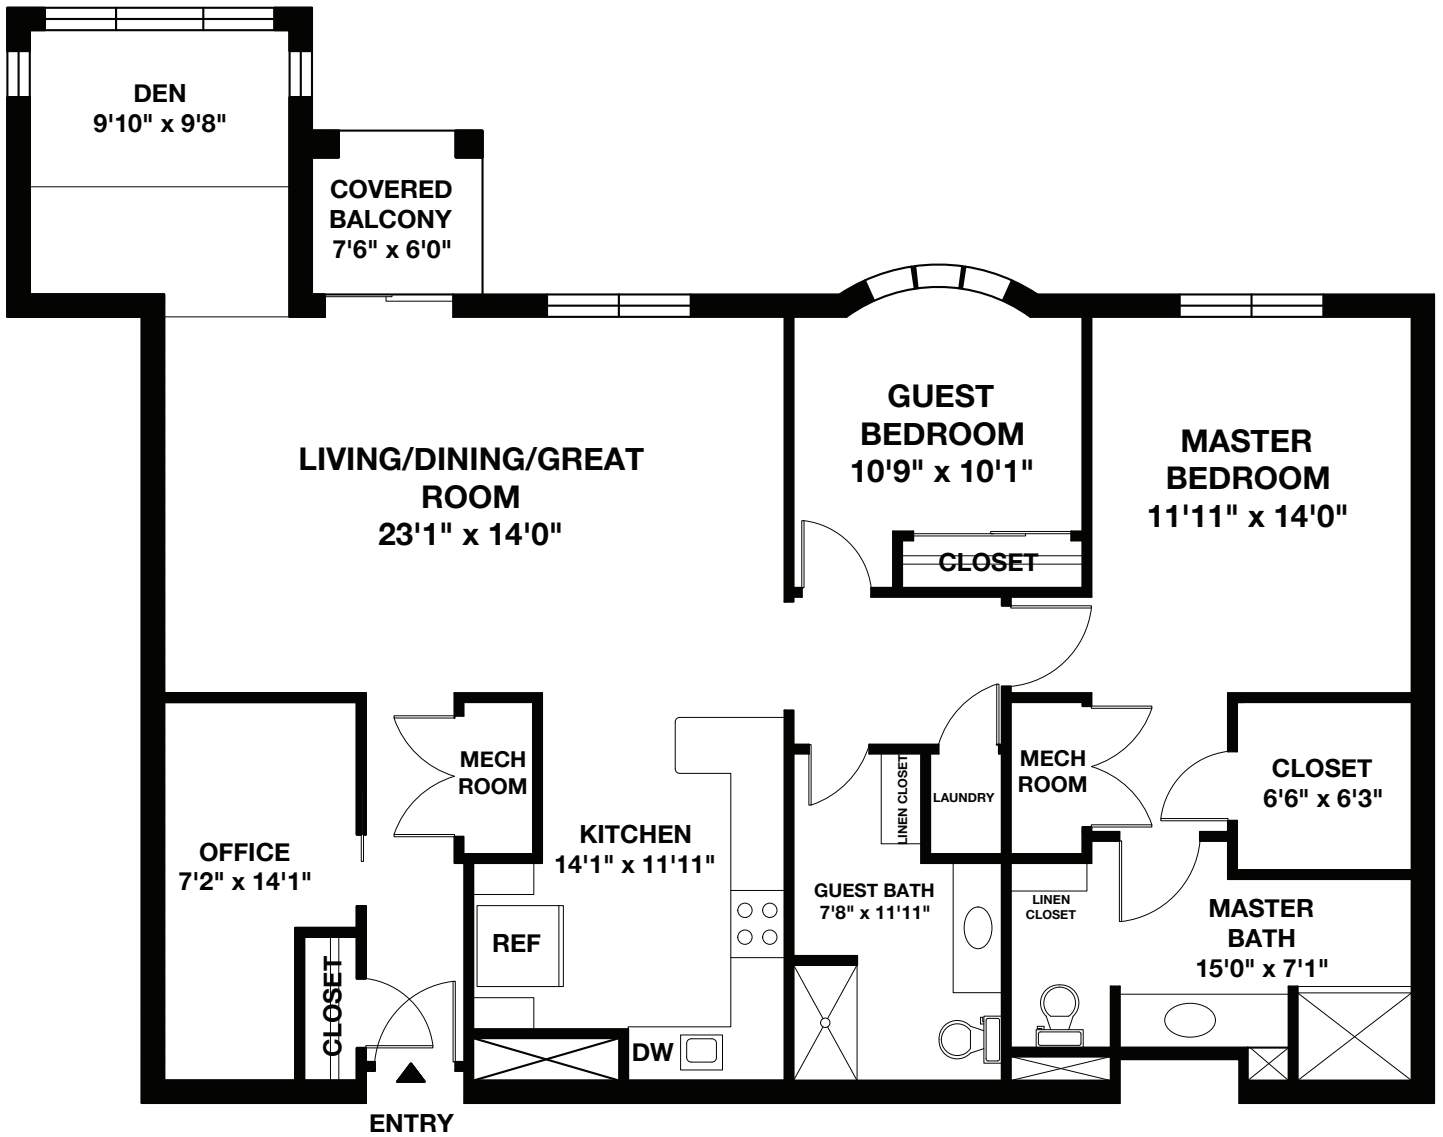 DEN
9'10" x 9'8"
COVERED
BALCONY
7'6" x 6'0"
LIVING/DINING/GREAT
ROOM
23'1" x 14'0"
GUEST
BEDROOM
10'9" x 10'1"
CLOSET
MASTER
BEDROOM
11'11" x 14'0"
MECH
ROOM
OFFICE
7'2" x 14'1"
CLOSET
KITCHEN
14'1" x 11'11"
REF
DW
LINEN CLOSET
LAUNDRY
GUEST BATH
7'8" x 11'11"
MECH
ROOM
CLOSET
6'6" x 6'3"
LINEN
CLOSET
MASTER
BATH
15'0" x 7'1"
ENTRY